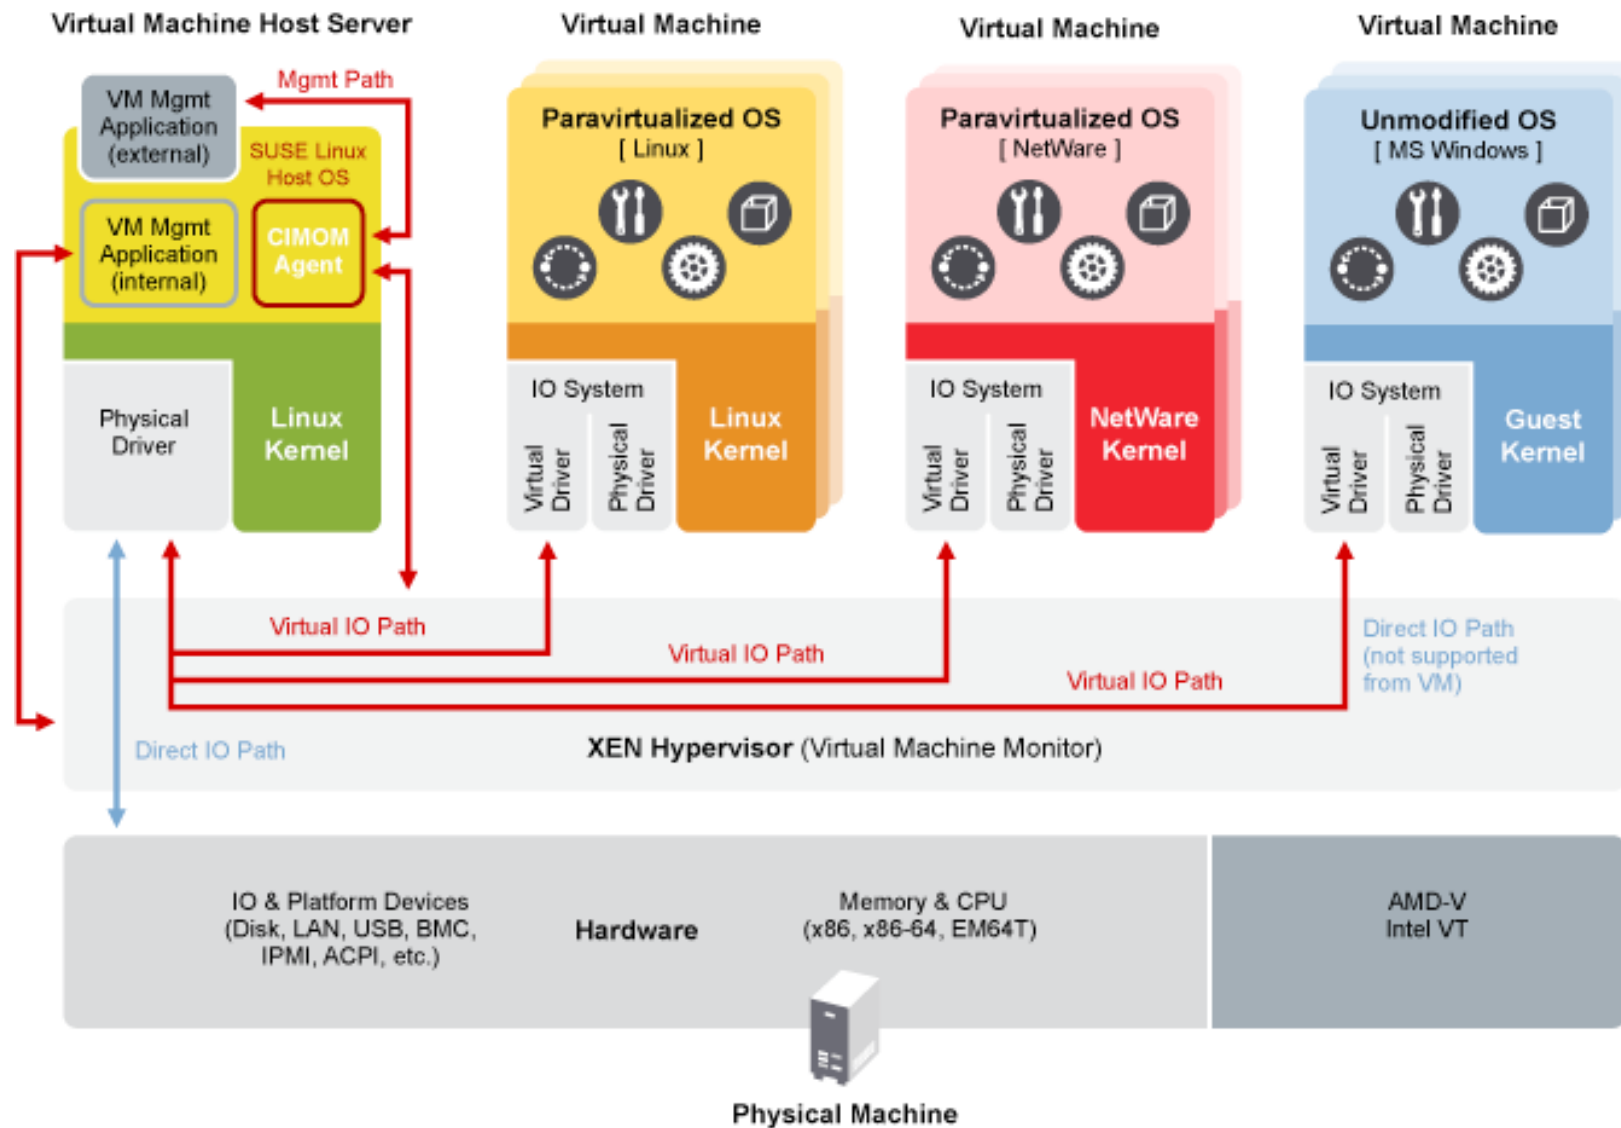 Virtual Machine Host Server
Virtual Machine
Virtual Machine
Virtual Machine
Mgmt Path
VM Mgmt
Application
(external)
SUSE Linux
Host OS
VM Mgmt
Application
(internal)
CIMOM
Agent
Physical
Driver
Linux
Kernel
Paravirtualized OS
[ Linux ]
IO System
Virtual
Driver
Physical
Driver
Linux
Kernel
Paravirtualized OS
[ NetWare ]
IO System
Virtual
Driver
Physical
Driver
NetWare
Kernel
Unmodified OS
[ MS Windows ]
IO System
Virtual
Driver
Physical
Driver
Guest
Kernel
Virtual IO Path
Virtual IO Path
Virtual IO Path
Direct IO Path
(not supported
from VM)
Direct IO Path
XEN Hypervisor (Virtual Machine Monitor)
IO & Platform Devices
(Disk, LAN, USB, BMC,
IPMI, ACPI, etc.)
Hardware
Memory & CPU
(x86, x86-64, EM64T)
AMD-V
Intel VT
Physical Machine